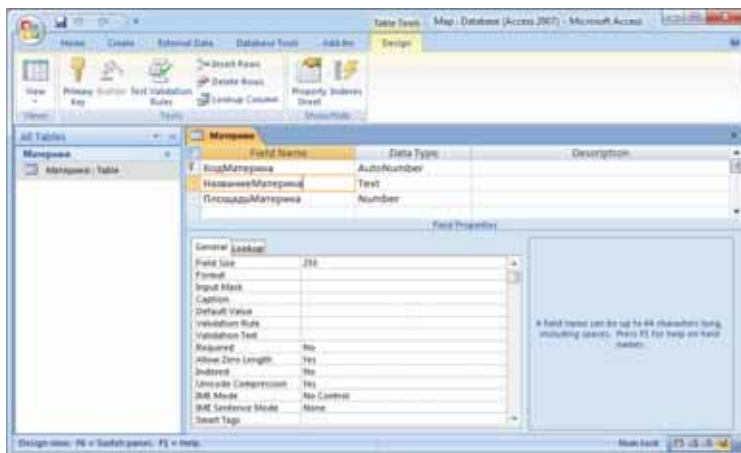 Table Tools
Map : Database (Access 2007) - Microsoft Access
Home Create External Data Database Tools Add-Ins Design
View
Primary Key
Builder
Test Validation Rules
Insert Rows
Delete Rows
Lookup Column
Property Sheet
Indexes
Views
Tools
Show/Hide
All Tables
Материки
Материки : Table
Материки
Field Name Data Type Description
КодМатерика AutoNumber
НазваниеМатерика Text
ПлощадьМатерика Number
Field Properties
General Lookup
Field Size
Format
Input Mask
Caption
Default Value
Validation Rule
Validation Text
Required No
Allow Zero Length Yes
Indexed No
Unicode Compression Yes
IME Mode No Control
IME Sentence Mode None
Smart Tags
A field name can be up to 64 characters long,
including spaces. Press F1 for help on field
names.
Design view. F6 = Switch panes. F1 = Help.
Num Lock